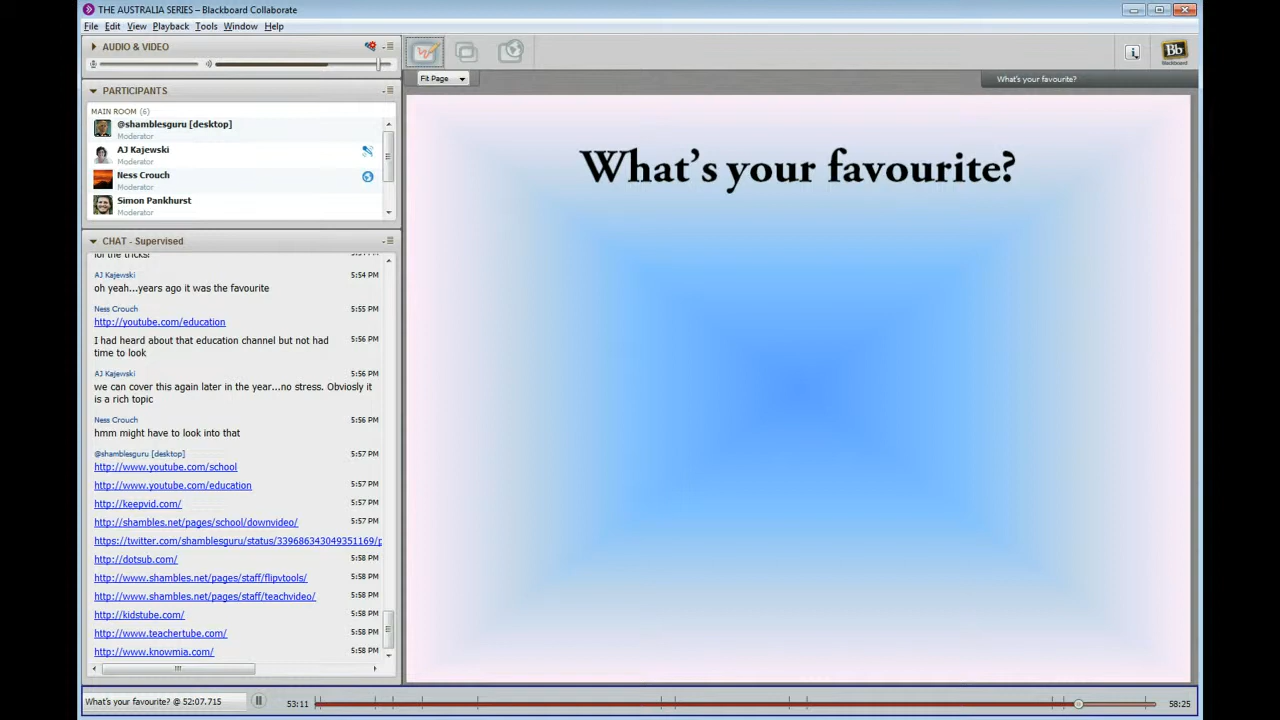 THE AUSTRALIA SERIES – Blackboard Collaborate
File Edit View Playback Tools Window Help
AUDIO & VIDEO
PARTICIPANTS
MAIN ROOM (6)
@shamblesguru [desktop]
Moderator
AJ Kajewski
Moderator
Ness Crouch
Moderator
Simon Pankhurst
CHAT - Supervised
AJ Kajewski 5:54 PM
oh yeah...years ago it was the favourite
Ness Crouch 5:55 PM
http://youtube.com/education
I had heard about that education channel but not had 5:56 PM
time to look
AJ Kajewski 5:56 PM
we can cover this again later in the year...no stress. Obviosly it
is a rich topic
Ness Crouch 5:56 PM
hmm might have to look into that
@shamblesguru [desktop] 5:57 PM
http://www.youtube.com/school
http://www.youtube.com/education 5:57 PM
http://keepvid.com/ 5:57 PM
http://shambles.net/pages/school/downvideo/ 5:57 PM
https://twitter.com/shamblesguru/status/339686343049351169/p
http://dotsub.com/ 5:58 PM
http://www.shambles.net/pages/staff/flipvtools/ 5:58 PM
http://www.shambles.net/pages/staff/teachvideo/ 5:58 PM
http://kidstube.com/ 5:58 PM
http://www.teachertube.com/ 5:58 PM
http://www.knowmia.com/ 5:58 PM
Fit Page
What's your favourite?
Bb
Blackboard
What's your favourite?
What's your favourite? @ 52:07.715
53:11
58:25